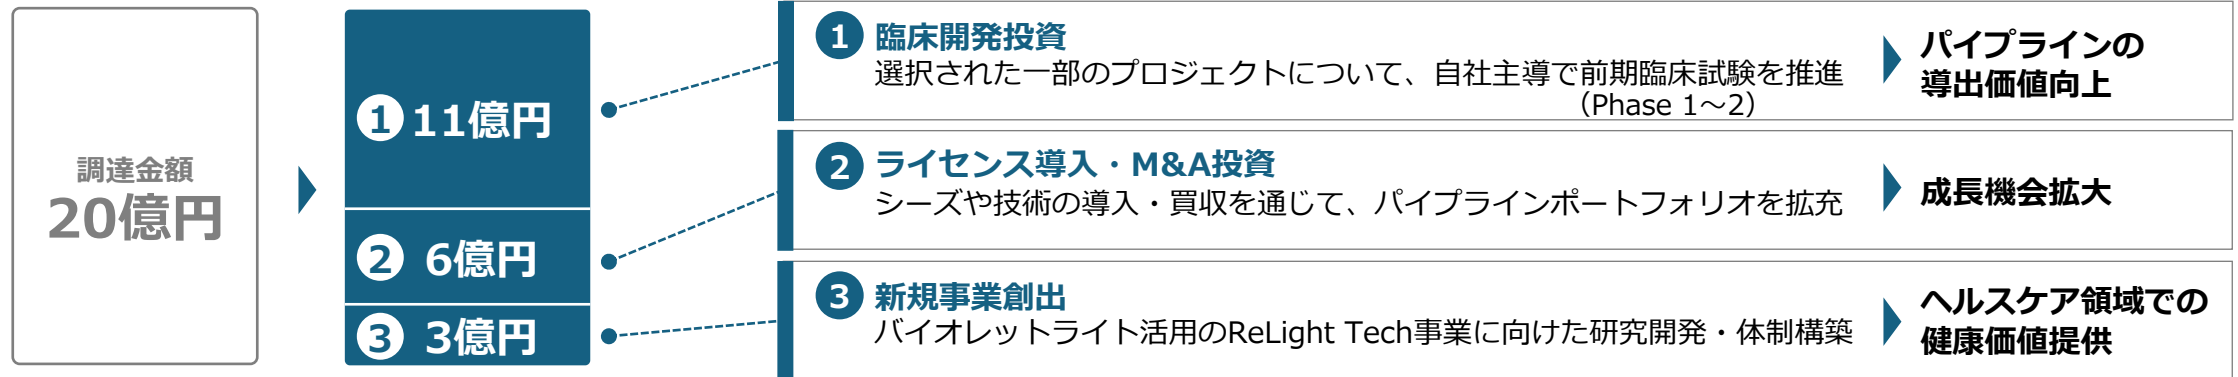 調達金額
20億円
1 11億円
2 6億円
3 3億円
1 臨床開発投資
選択された一部のプロジェクトについて、自社主導で前期臨床試験を推進
（Phase 1～2）
パイプラインの
導出価値向上
2 ライセンス導入・M&A投資
シーズや技術の導入・買収を通じて、パイプラインポートフォリオを拡充
成長機会拡大
3 新規事業創出
バイオレットライト活用のReLight Tech事業に向けた研究開発・体制構築
ヘルスケア領域での
健康価値提供